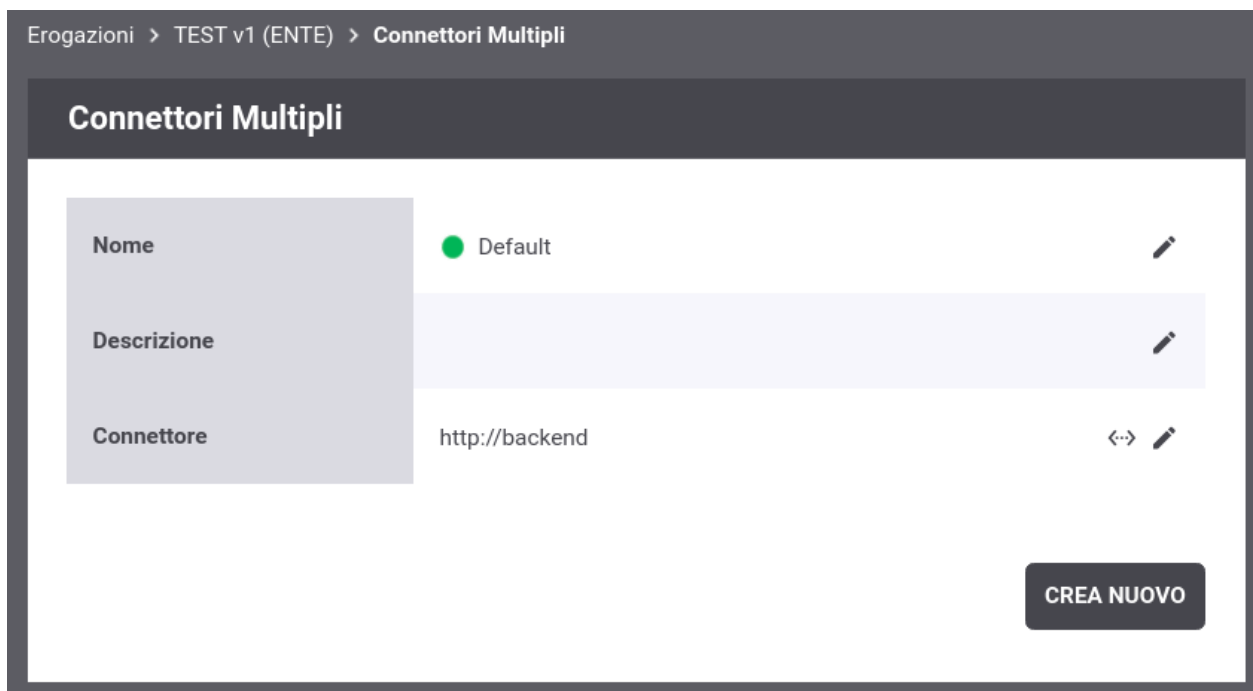 Erogazioni > TEST v1 (ENTE) > Connettori Multipli
Connettori Multipli
Nome Default
Descrizione
Connettore http://backend
CREA NUOVO